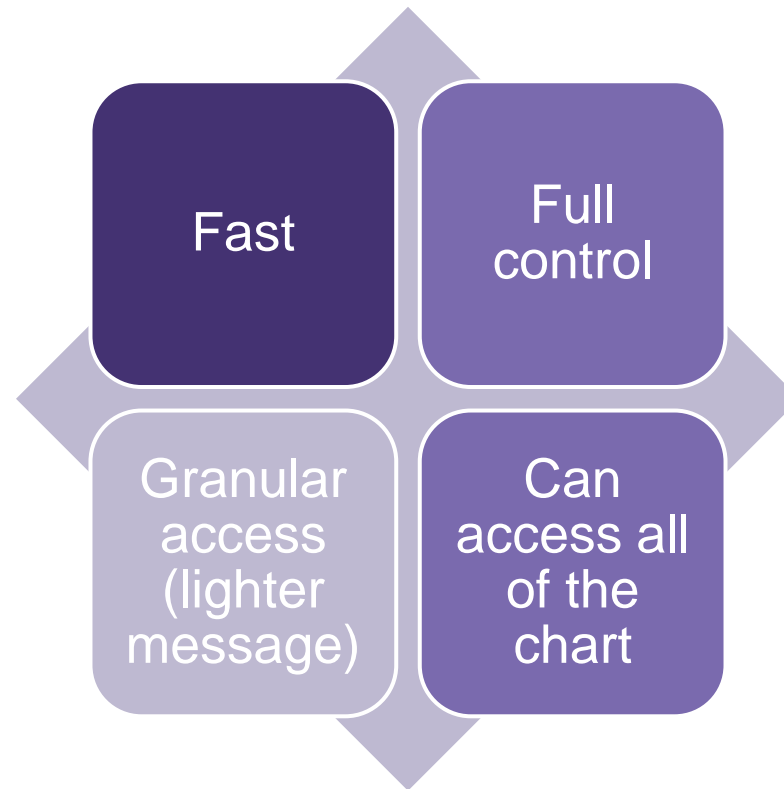 Fast
Full
control
Granular
access
(lighter
message)
Can
access all
of the
chart